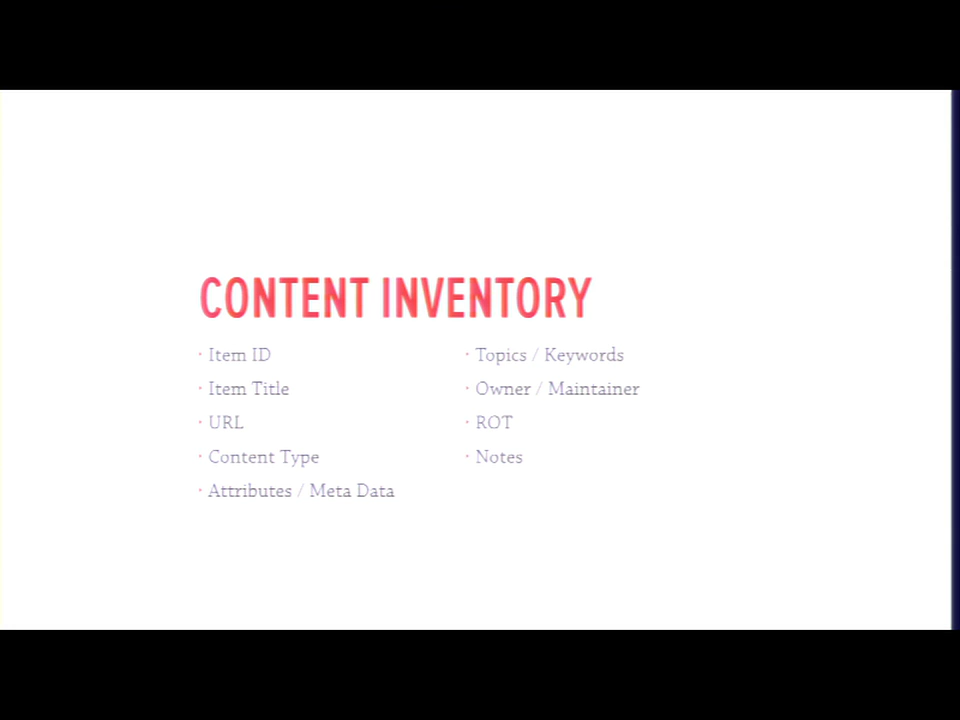 CONTENT INVENTORY
· Item ID
· Item Title
· URL
· Content Type
· Attributes / Meta Data
· Topics / Keywords
· Owner / Maintainer
· ROT
· Notes